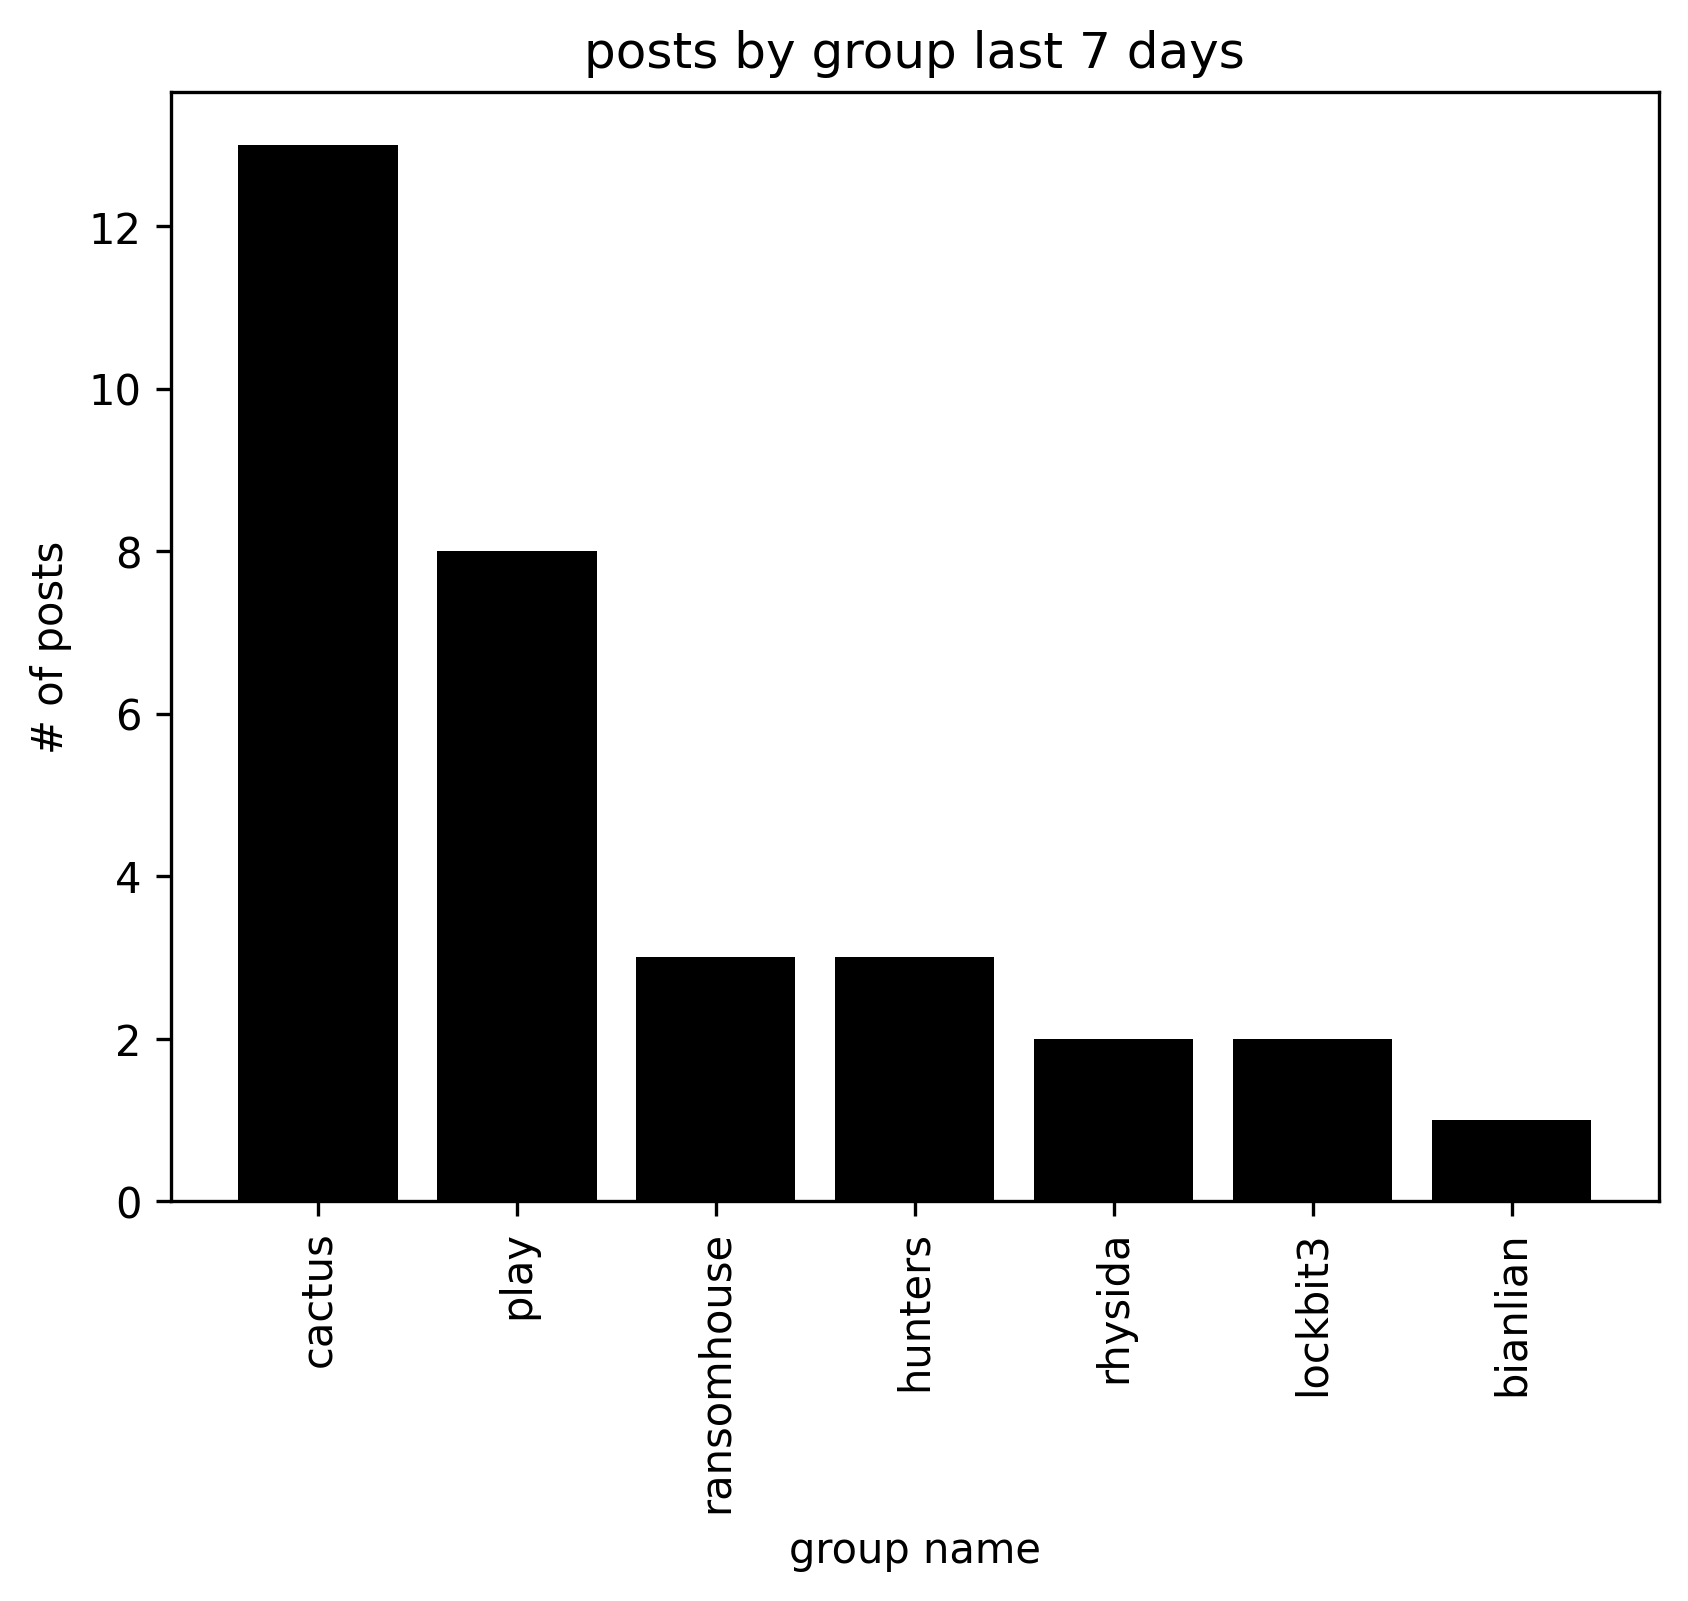 posts by group last 7 days
# of posts
12
10
8
6
4
2
0
cactus
play
ransomhouse
hunters
rhysida
lockbit3
bianlian
group name